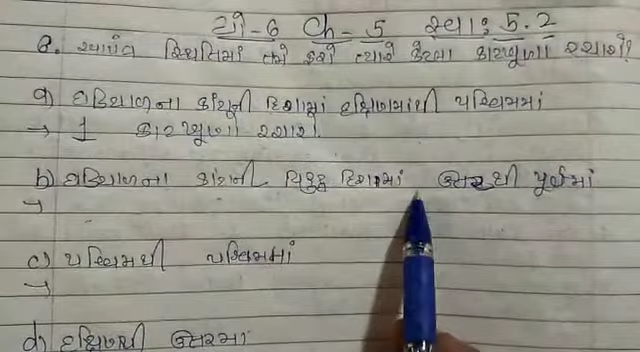 ધો-6 Ch-5 સ્વા: 5.2
8. આપેલ સ્થિતિમાં તમે ફરો ત્યારે કેટલા કાટખૂણા રચાશે?
a) ઘડિયાળના કાંટાની દિશામાં દક્ષિણમાંથી પશ્ચિમમાં
→ 1 કાટખૂણો રચાશે.
b) ઘડિયાળના કાંટાની વિરુદ્ધ દિશામાં ઉત્તરથી પૂર્વમાં
→
c) પશ્ચિમથી પશ્ચિમમાં
→
d) દક્ષિણથી ઉત્તરમાં